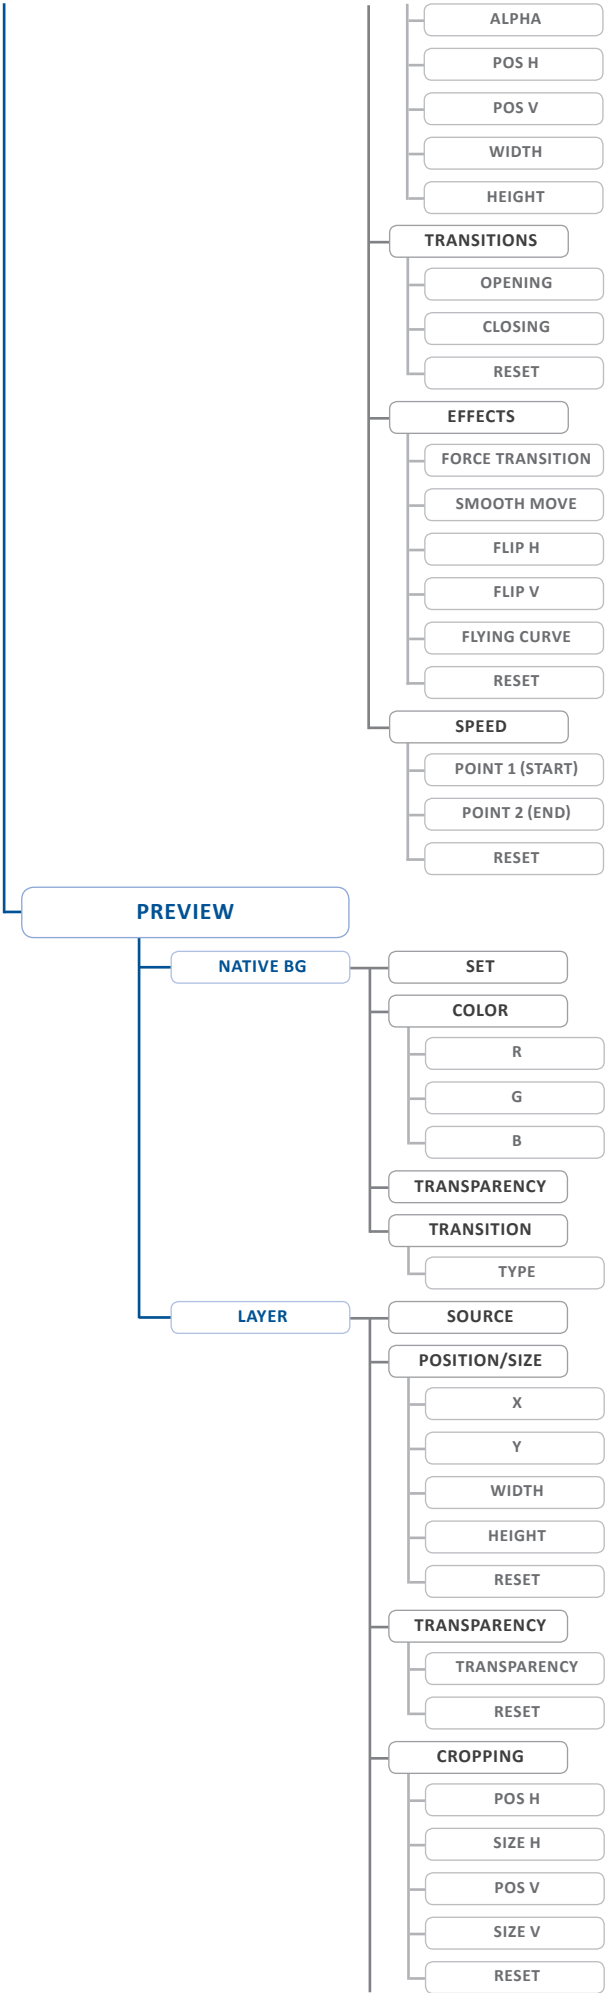 ALPHA
POS H
POS V
WIDTH
HEIGHT
TRANSITIONS
OPENING
CLOSING
RESET
EFFECTS
FORCE TRANSITION
SMOOTH MOVE
FLIP H
FLIP V
FLYING CURVE
RESET
SPEED
POINT 1 (START)
POINT 2 (END)
RESET
PREVIEW
NATIVE BG
SET
COLOR
R
G
B
TRANSPARENCY
TRANSITION
TYPE
LAYER
SOURCE
POSITION/SIZE
X
Y
WIDTH
HEIGHT
RESET
TRANSPARENCY
TRANSPARENCY
RESET
CROPPING
POS H
SIZE H
POS V
SIZE V
RESET